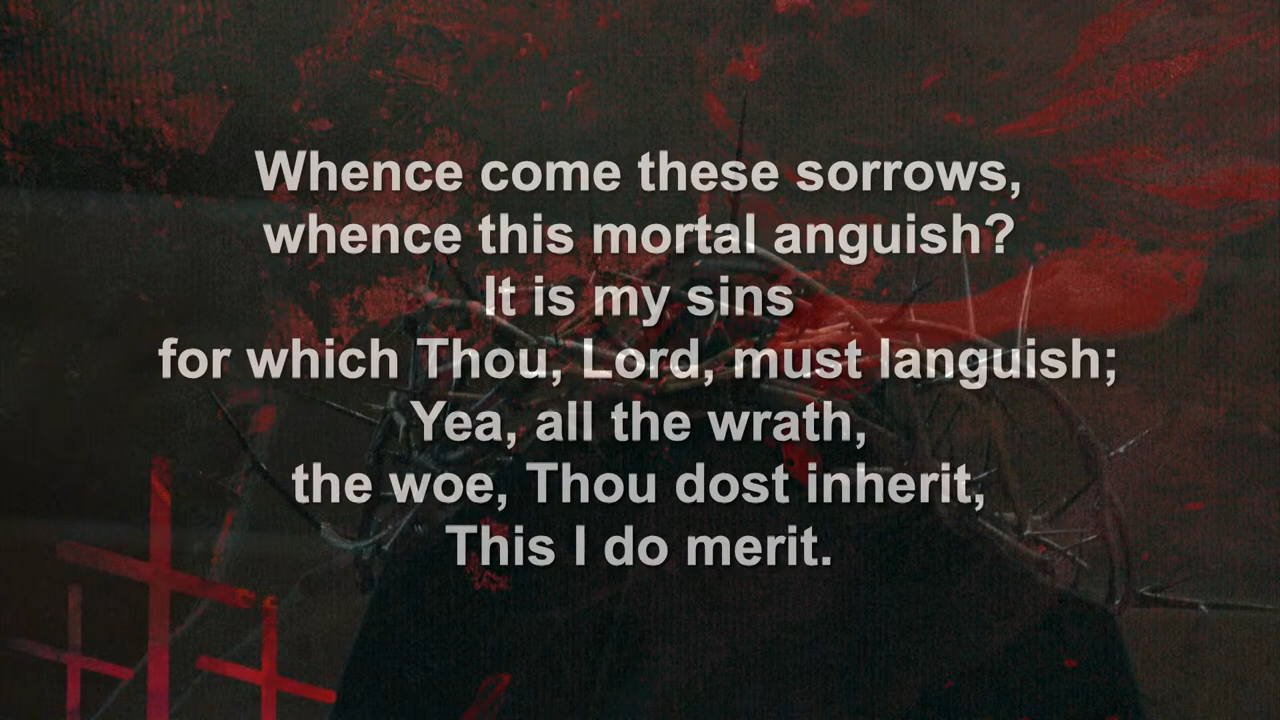 Whence come these sorrows,
whence this mortal anguish?
It is my sins
for which Thou, Lord, must languish;
Yea, all the wrath,
the woe, Thou dost inherit,
This I do merit.